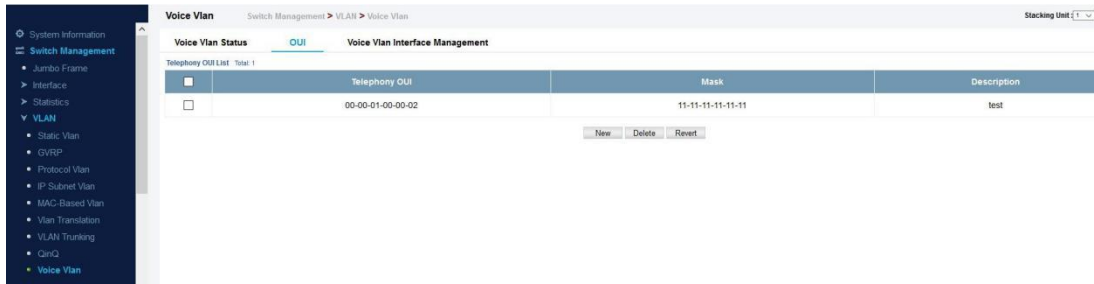 Voice Vlan
Switch Management > VLAN > Voice Vlan
Stacking Unit : 1
System Information
Switch Management
Jumbo Frame
Interface
Statistics
VLAN
Static Vlan
GVRP
Protocol Vlan
IP Subnet Vlan
MAC-Based Vlan
Vlan Translation
VLAN Trunking
QinQ
Voice Vlan
Voice Vlan Status OUI Voice Vlan Interface Management
Telephony OUI List Total: 1
Telephony OUI Mask Description
00-00-01-00-00-02 11-11-11-11-11-11 test
New Delete Revert